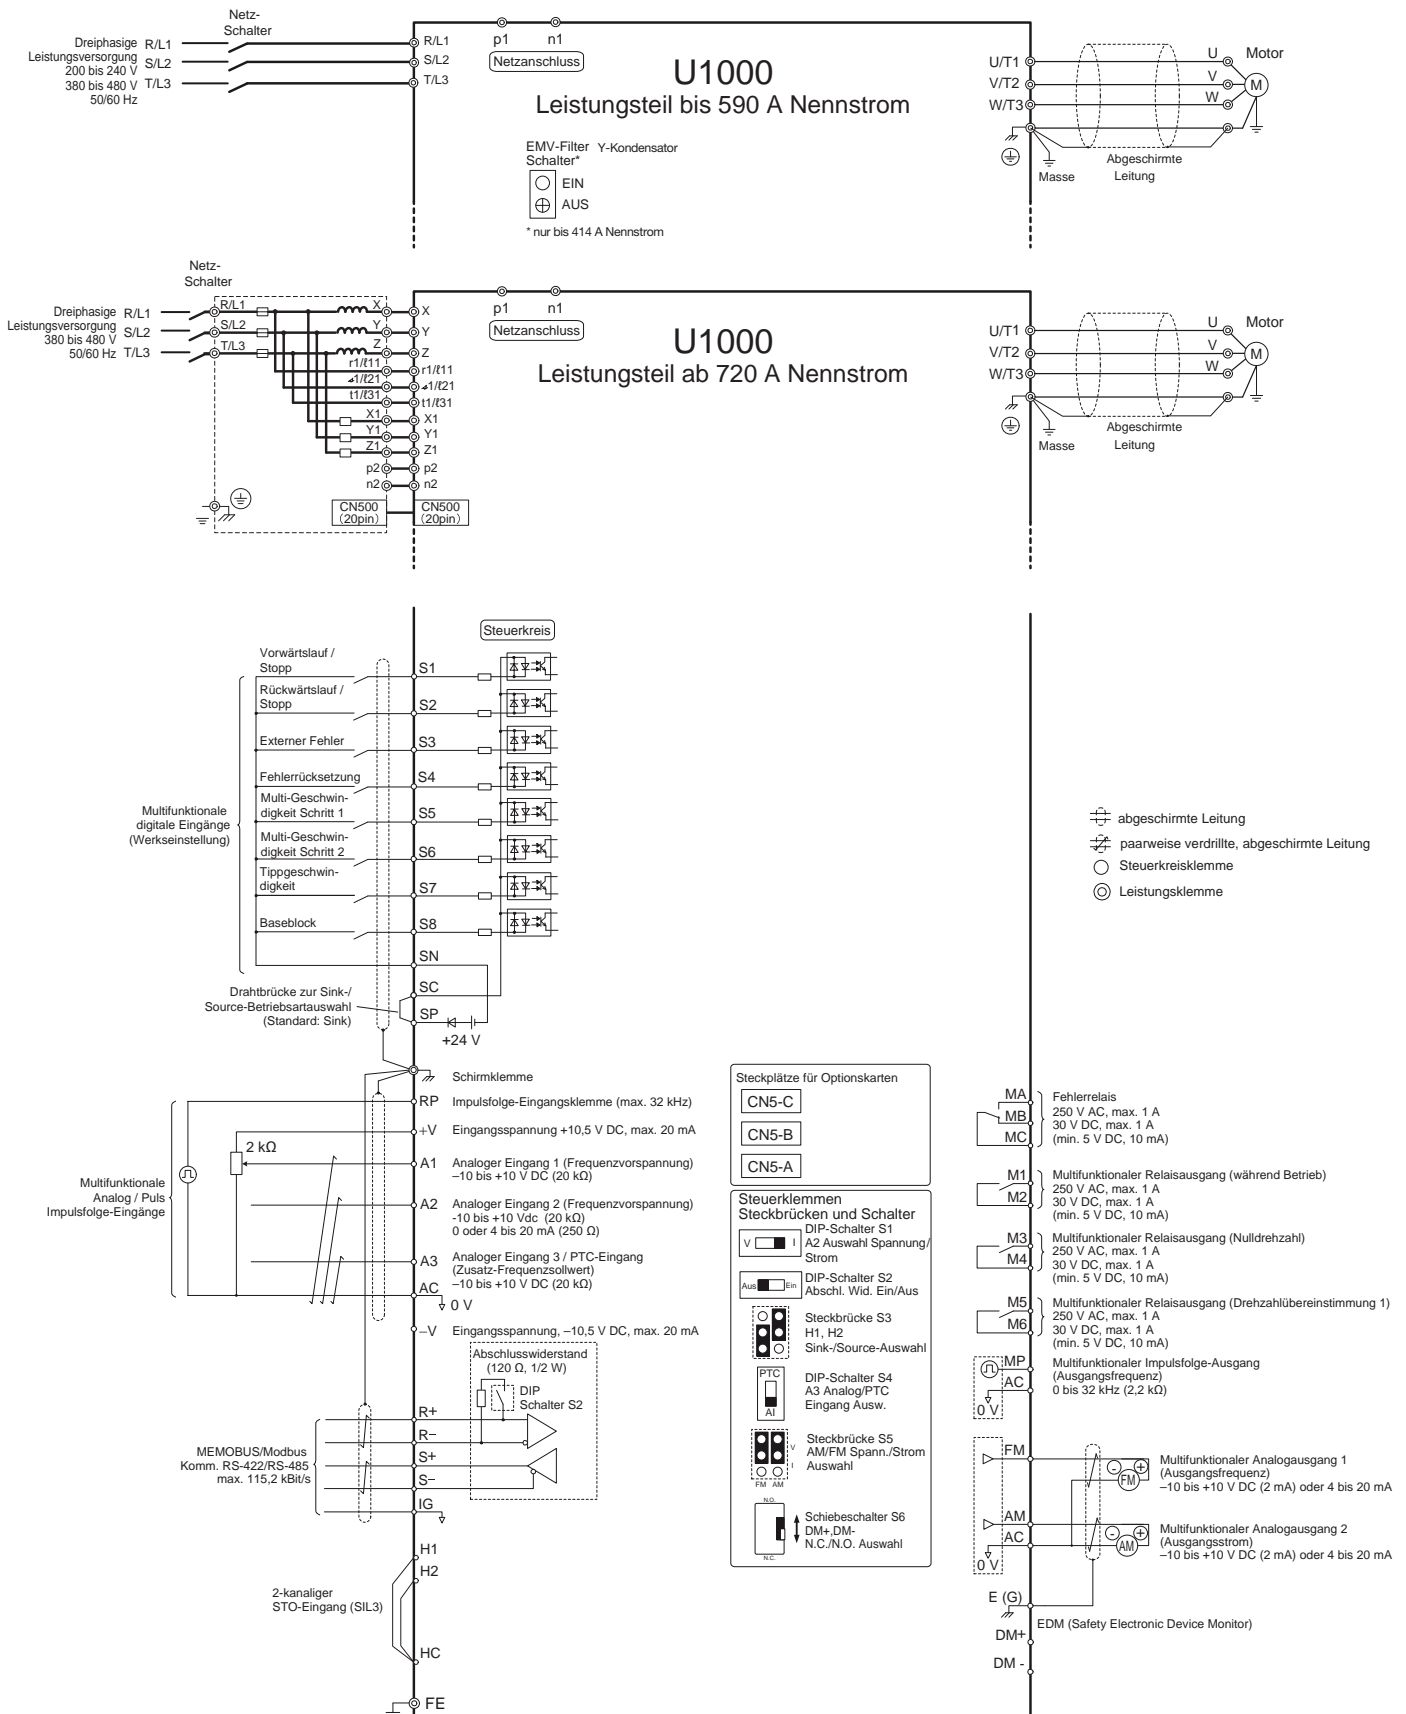 Netz-
Schalter
Dreiphasige
Leistungsversorgung
200 bis 240 V
380 bis 480 V
50/60 Hz
R/L1
S/L2
T/L3
R/L1
S/L2
T/L3
p1 n1
Netzanschluss
U1000
Leistungsteil bis 590 A Nennstrom
EMV-Filter Y-Kondensator
Schalter*
EIN
AUS
* nur bis 414 A Nennstrom
U/T1
V/T2
W/T3
U
V
W
Motor
M
Masse
Abgeschirmte
Leitung
Netz-
Schalter
Dreiphasige
Leistungsversorgung
380 bis 480 V
50/60 Hz
R/L1
S/L2
T/L3
R/L1
S/L2
T/L3
X
Y
Z
r1/ℓ11
1/ℓ21
t1/ℓ31
X1
Y1
Z1
p2
n2
CN500
(20pin)
X
Y
Z
r1/ℓ11
1/ℓ21
t1/ℓ31
X1
Y1
Z1
p2
n2
CN500
(20pin)
p1 n1
Netzanschluss
U1000
Leistungsteil ab 720 A Nennstrom
U/T1
V/T2
W/T3
U
V
W
Motor
M
Masse
Abgeschirmte
Leitung
Steuerkreis
Multifunktionale
digitale Eingänge
(Werkseinstellung)
Vorwärtslauf /
Stopp
S1
Rückwärtslauf /
Stopp
S2
Externer Fehler
S3
Fehlerrücksetzung
S4
Multi-Geschwin-
digkeit Schritt 1
S5
Multi-Geschwin-
digkeit Schritt 2
S6
Tippgeschwin-
digkeit
S7
Baseblock
S8
SN
SC
SP
+24 V
Drahtbrücke zur Sink-/
Source-Betriebsartauswahl
(Standard: Sink)
abgeschirmte Leitung
paarweise verdrillte, abgeschirmte Leitung
Steuerkreisklemme
Leistungsklemme
Schirmklemme
Multifunktionale
Analog / Puls
Impulsfolge-Eingänge
2 kΩ
RP Impulsfolge-Eingangsklemme (max. 32 kHz)
+V Eingangsspannung +10,5 V DC, max. 20 mA
A1 Analoger Eingang 1 (Frequenzvorspannung)
–10 bis +10 V DC (20 kΩ)
A2 Analoger Eingang 2 (Frequenzvorspannung)
-10 bis +10 Vdc (20 kΩ)
0 oder 4 bis 20 mA (250 Ω)
A3 Analoger Eingang 3 / PTC-Eingang
(Zusatz-Frequenzsollwert)
–10 bis +10 V DC (20 kΩ)
AC
0 V
–V Eingangsspannung, –10,5 V DC, max. 20 mA
Abschlusswiderstand
(120 Ω, 1/2 W)
DIP
Schalter S2
MEMOBUS/Modbus
Komm. RS-422/RS-485
max. 115,2 kBit/s
R+
R–
S+
S–
IG
H1
H2
2-kanaliger
STO-Eingang (SIL3)
HC
FE
Steckplätze für Optionskarten
CN5-C
CN5-B
CN5-A
Steuerklemmen
Steckbrücken und Schalter
V I
DIP-Schalter S1
A2 Auswahl Spannung/
Strom
Aus Ein
DIP-Schalter S2
Abschl. Wid. Ein/Aus
Steckbrücke S3
H1, H2
Sink-/Source-Auswahl
PTC
AI
DIP-Schalter S4
A3 Analog/PTC
Eingang Ausw.
V
I
FM AM
Steckbrücke S5
AM/FM Spann./Strom
Auswahl
N.O.
N.C.
Schiebeschalter S6
DM+,DM-
N.C./N.O. Auswahl
MA
MB
MC
Fehlerrelais
250 V AC, max. 1 A
30 V DC, max. 1 A
(min. 5 V DC, 10 mA)
M1
M2
Multifunktionaler Relaisausgang (während Betrieb)
250 V AC, max. 1 A
30 V DC, max. 1 A
(min. 5 V DC, 10 mA)
M3
M4
Multifunktionaler Relaisausgang (Nulldrehzahl)
250 V AC, max. 1 A
30 V DC, max. 1 A
(min. 5 V DC, 10 mA)
M5
M6
Multifunktionaler Relaisausgang (Drehzahlübereinstimmung 1)
250 V AC, max. 1 A
30 V DC, max. 1 A
(min. 5 V DC, 10 mA)
MP
AC
0 V
Multifunktionaler Impulsfolge-Ausgang
(Ausgangsfrequenz)
0 bis 32 kHz (2,2 kΩ)
FM
- +
FM
Multifunktionaler Analogausgang 1
(Ausgangsfrequenz)
–10 bis +10 V DC (2 mA) oder 4 bis 20 mA
AM
AC
0 V
- +
AM
Multifunktionaler Analogausgang 2
(Ausgangsstrom)
–10 bis +10 V DC (2 mA) oder 4 bis 20 mA
E (G)
EDM (Safety Electronic Device Monitor)
DM+
DM -